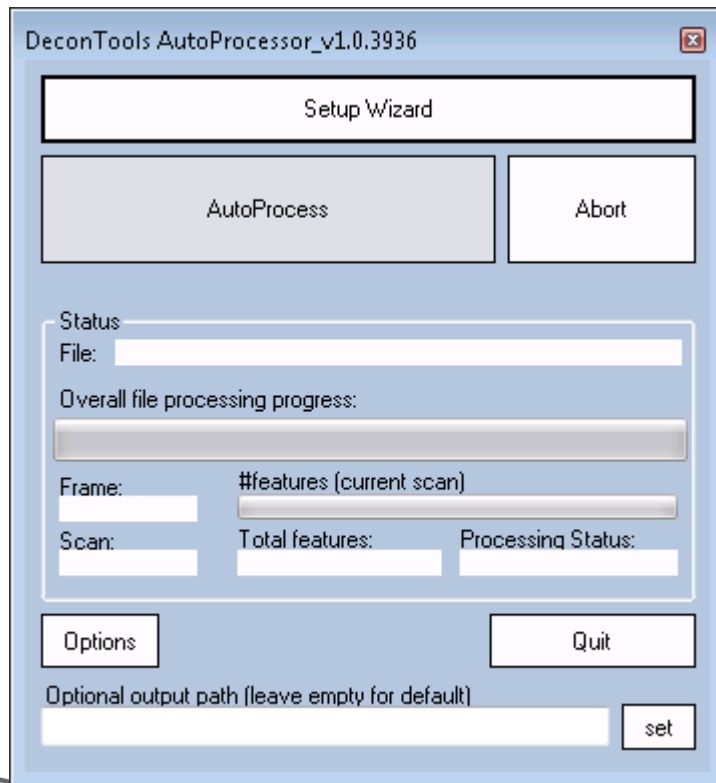 DeconTools AutoProcessor_v1.0.3936
Setup Wizard
AutoProcess Abort
Status
File:
Overall file processing progress:
Frame: #features (current scan)
Scan: Total features: Processing Status:
Options Quit
Optional output path (leave empty for default)
set